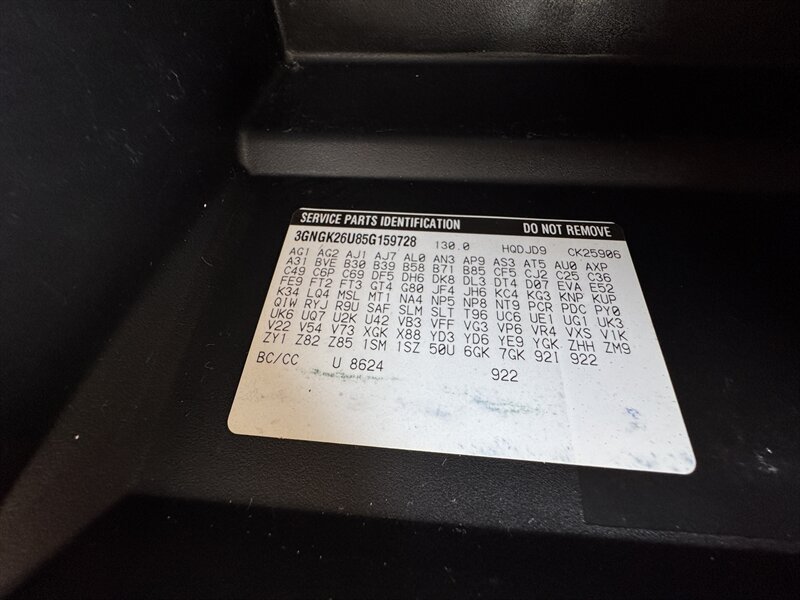 SERVICE PARTS IDENTIFICATION DO NOT REMOVE
3GNGK26U85G159728 130.0 HQDJD9 CK25906
AG1 AG2 AJ1 AJ7 AL0 AN3 AP9 AS3 AT5 AU0 AXP
A31 BVE B30 B39 B58 B71 B85 CF5 CJ2 C25 C36
C49 C6P C69 DF5 DH6 DK8 DL3 DT4 D07 EVA E52
FE9 FT2 FT3 GT4 G80 JF4 JH6 KC4 KG3 KNP KUP
K34 LQ4 MSL MT1 NA4 NP5 NP8 NT9 PCR PDC PY0
QIW RYJ R9U SAF SLM SLT T96 UC6 UE1 UG1 UK3
UK6 UQ7 U2K U42 VB3 VFF VG3 VP6 VR4 VXS V1K
V22 V54 V73 XGK X88 YD3 YD6 YE9 YGK ZHH ZM9
ZY1 Z82 Z85 1SM 1SZ 50U 6GK 7GK 92I 922
BC/CC U 8624
922